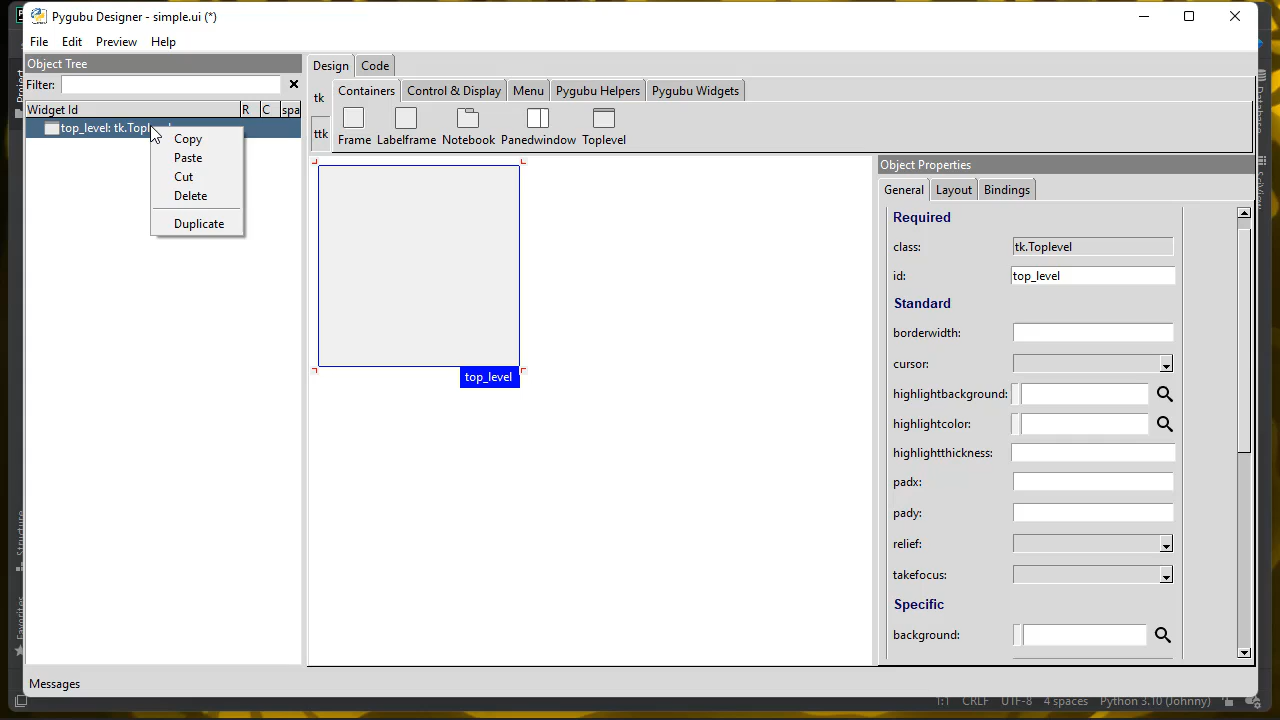 Pygubu Designer - simple.ui (*)
File Edit Preview Help
Object Tree
Filter:
Widget Id R C spa
top_level: tk.Topl
Copy
Paste
Cut
Delete
Duplicate
Design Code
tk
ttk
Containers Control & Display Menu Pygubu Helpers Pygubu Widgets
Frame Labelframe Notebook Panedwindow Toplevel
top_level
Object Properties
General Layout Bindings
Required
class: tk.Toplevel
id: top_level
Standard
borderwidth:
cursor:
highlightbackground:
highlightcolor:
highlightthickness:
padx:
pady:
relief:
takefocus:
Specific
background:
Messages
Structure
Favorites
1:1 CRLF UTF-8 4 spaces Python 3.10 (Johnny)